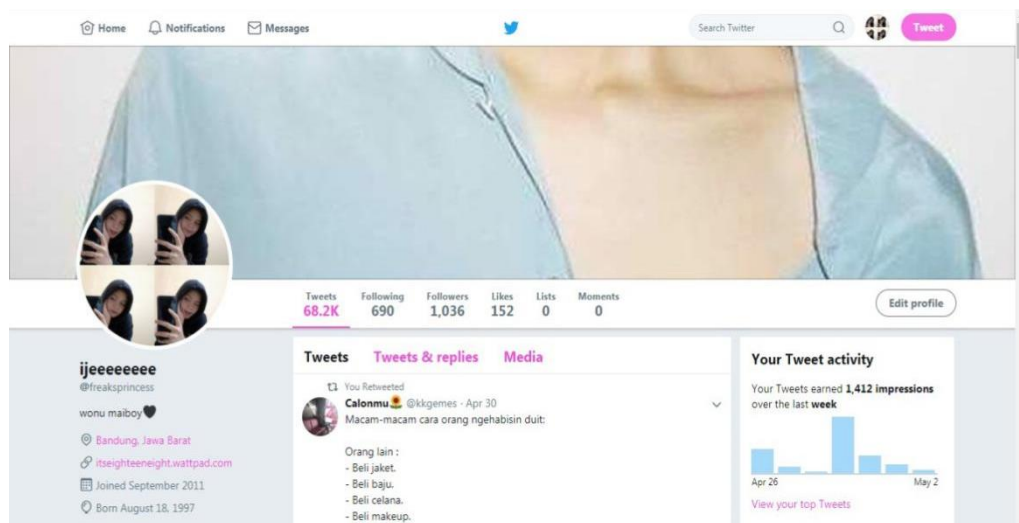 Home Notifications Messages Search Twitter Tweet
Tweets Following Followers Likes Lists Moments
68.2K 690 1,036 152 0 0
Edit profile
ijeeeeeeee
@freaksprincess
wonu maiboy🖤
Bandung, Jawa Barat
itseighteeneight.wattpad.com
Joined September 2011
Born August 18, 1997
Tweets Tweets & replies Media
You Retweeted
Calonmu🌻 @kkgemes - Apr 30
Macam-macam cara orang ngehabisin duit:
Orang lain :
- Beli jaket.
- Beli baju.
- Beli celana.
- Beli makeup.
Your Tweet activity
Your Tweets earned 1,412 impressions
over the last week
Apr 26 May 2
View your top Tweets